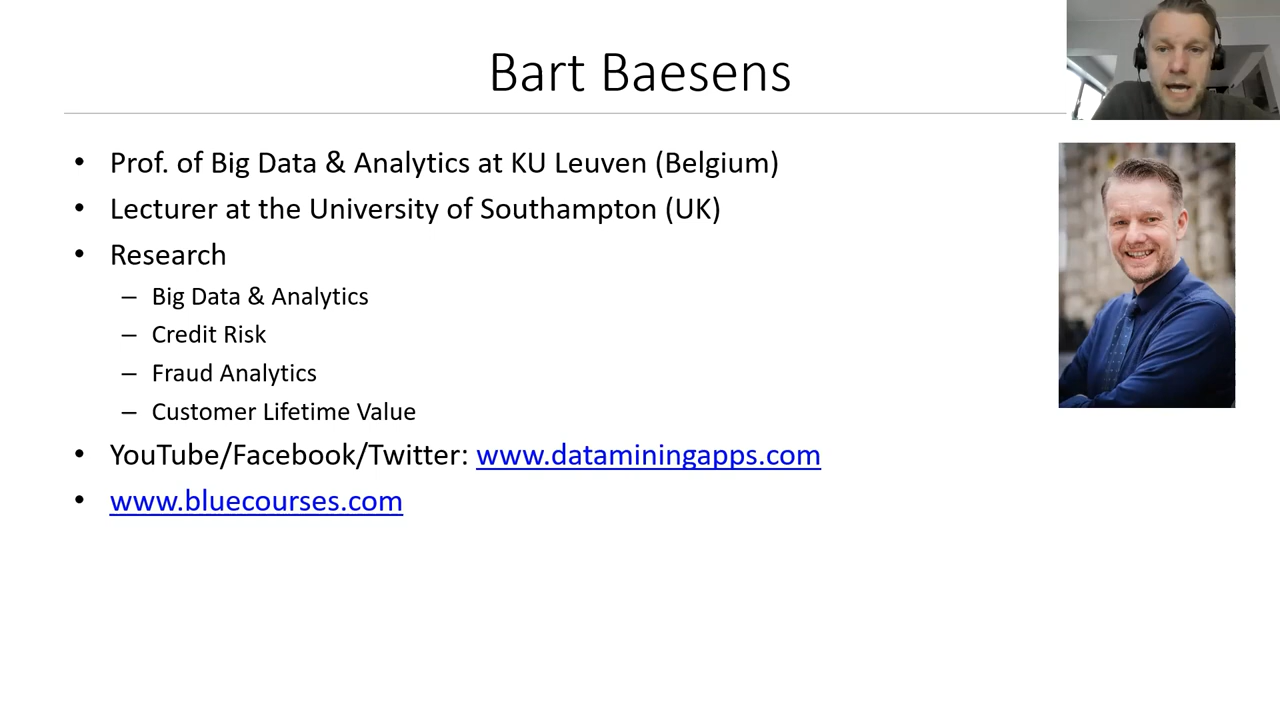 Bart Baesens
• Prof. of Big Data & Analytics at KU Leuven (Belgium)
• Lecturer at the University of Southampton (UK)
• Research
– Big Data & Analytics
– Credit Risk
– Fraud Analytics
– Customer Lifetime Value
• YouTube/Facebook/Twitter: www.dataminingapps.com
• www.bluecourses.com